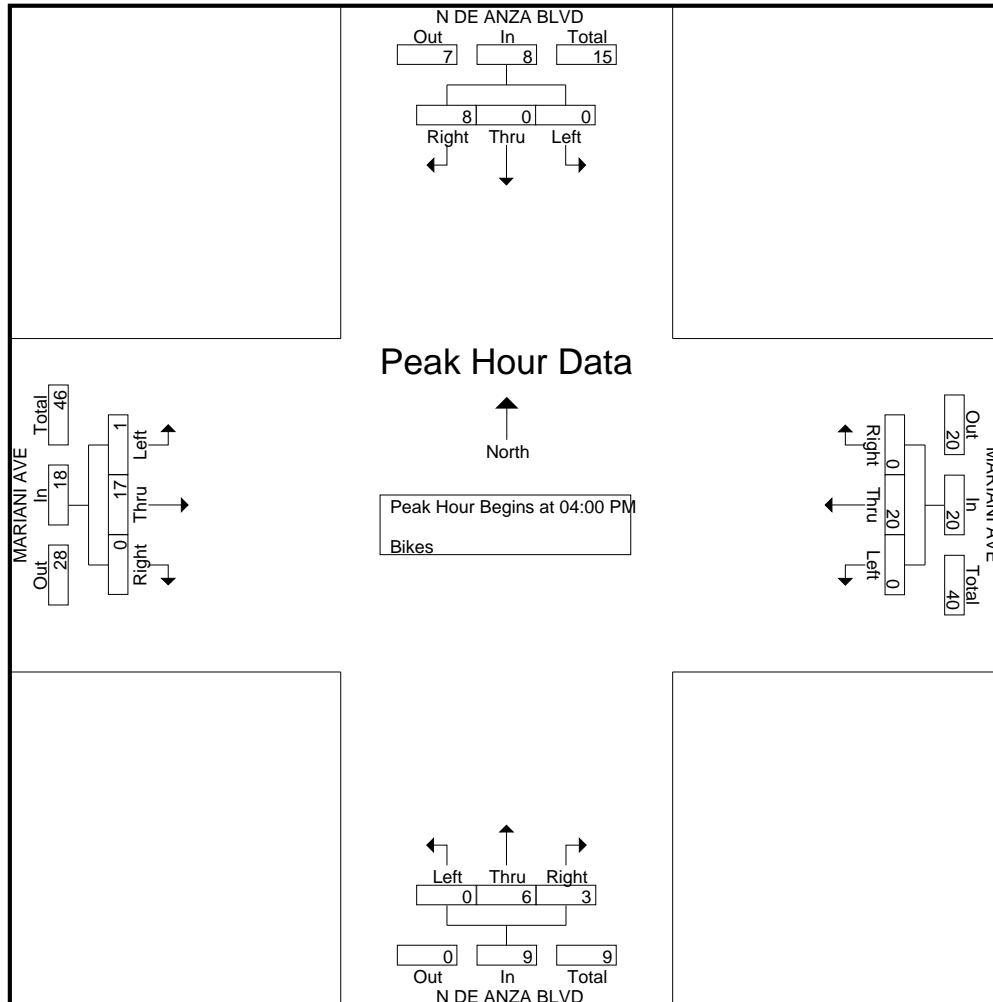 N DE ANZA BLVD
Out In Total
7 8 15
8 0 0
Right Thru Left
Peak Hour Data
North
Peak Hour Begins at 04:00 PM
Bikes
MARIANI AVE
Out In Total
28 18 46
Right Thru Left
0 17 1
MARIANI AVE
Out In Total
20 20 40
Right Thru Left
0 20 0
Left Thru Right
0 6 3
0 9 9
Out In Total
N DE ANZA BLVD